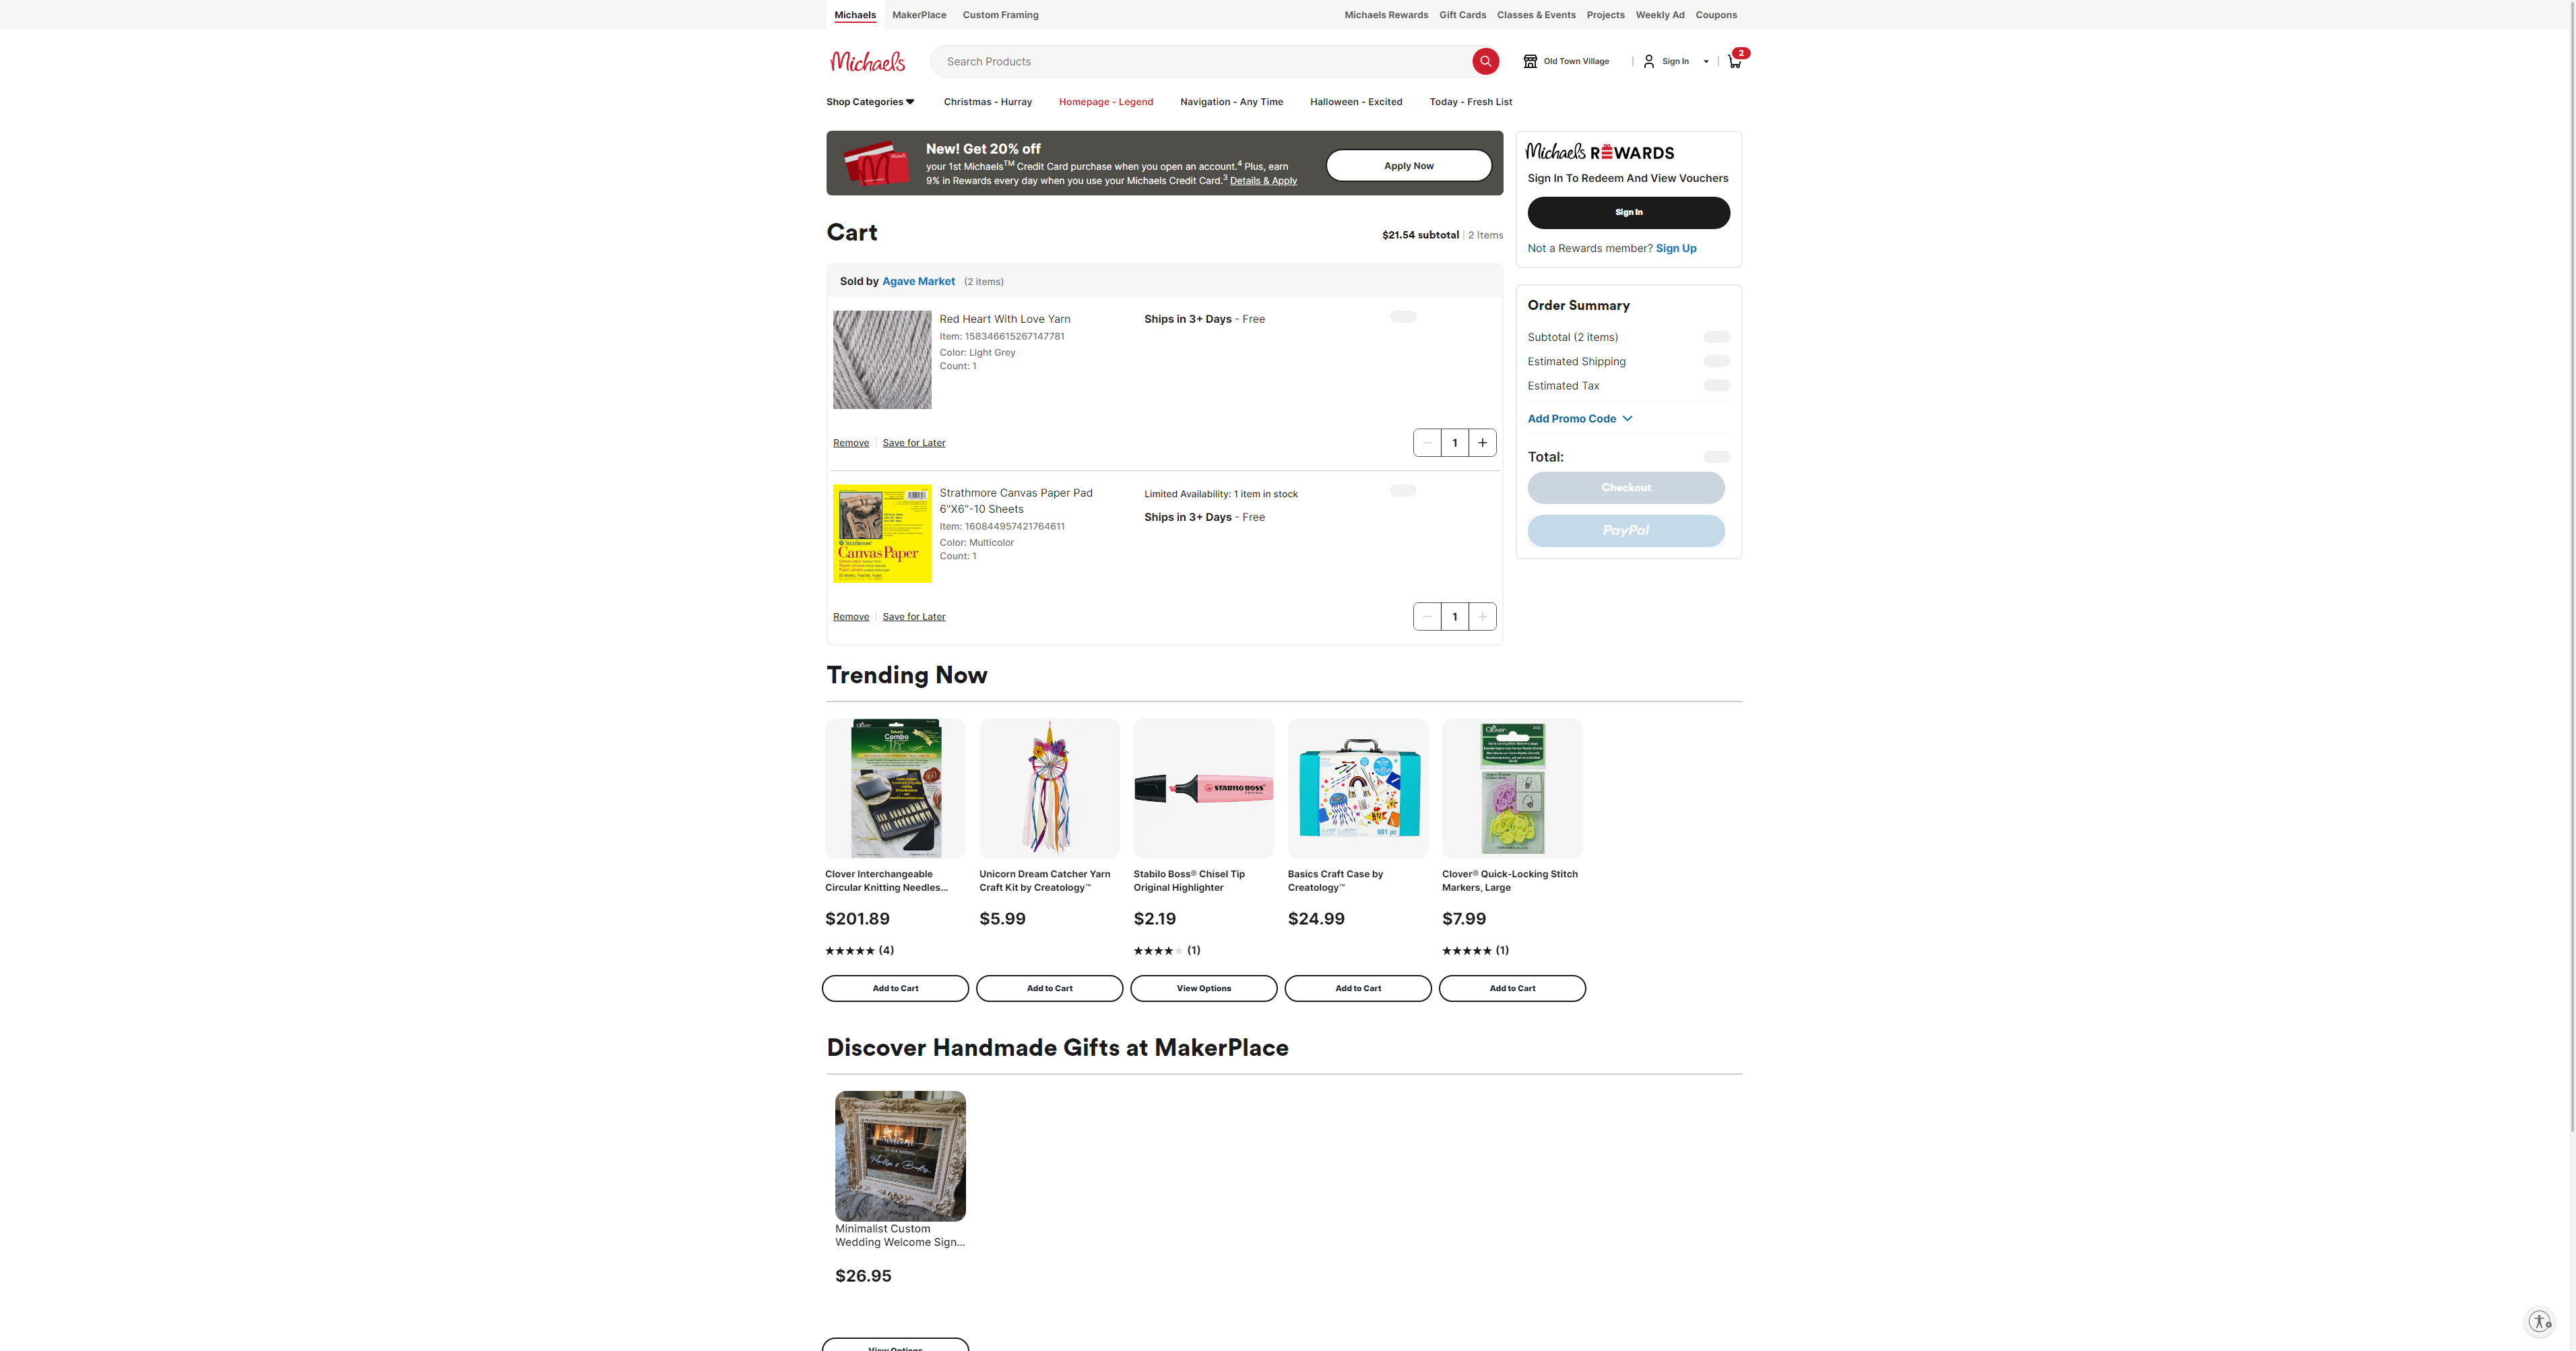 Michaels
MakerPlace
Custom Framing
Michaels Rewards
Gift Cards
Classes & Events
Projects
Weekly Ad
Coupons
Michaels
Search Products
Old Town Village
Sign In
2
Shop Categories
Christmas - Hurray
Homepage - Legend
Navigation - Any Time
Halloween - Excited
Today - Fresh List
New! Get 20% off
your 1st Michaels™ Credit Card purchase when you open an account.⁴ Plus, earn
9% in Rewards every day when you use your Michaels Credit Card.³ Details & Apply
Apply Now
Michaels REWARDS
Sign In To Redeem And View Vouchers
Sign In
Not a Rewards member? Sign Up
Cart
$21.54 subtotal | 2 Items
Sold by Agave Market (2 items)
Red Heart With Love Yarn
Item: 158346615267147781
Color: Light Grey
Count: 1
Ships in 3+ Days - Free
Remove
Save for Later
1
Strathmore Canvas Paper Pad
6"X6"-10 Sheets
Item: 160844957421764611
Color: Multicolor
Count: 1
Limited Availability: 1 item in stock
Ships in 3+ Days - Free
Strathmore
Canvas Paper
Remove
Save for Later
1
Order Summary
Subtotal (2 items)
Estimated Shipping
Estimated Tax
Add Promo Code
Total:
Checkout
PayPal
Trending Now
Clover
Combo
STABILO BOSS
901 pc
Clover
Clover Interchangeable
Circular Knitting Needles...
$201.89
(4)
Add to Cart
Unicorn Dream Catcher Yarn
Craft Kit by Creatology™
$5.99
Add to Cart
Stabilo Boss® Chisel Tip
Original Highlighter
$2.19
(1)
View Options
Basics Craft Case by
Creatology™
$24.99
Add to Cart
Clover® Quick-Locking Stitch
Markers, Large
$7.99
(1)
Add to Cart
Discover Handmade Gifts at MakerPlace
welcome
Minimalist Custom
Wedding Welcome Sign...
$26.95
View Options